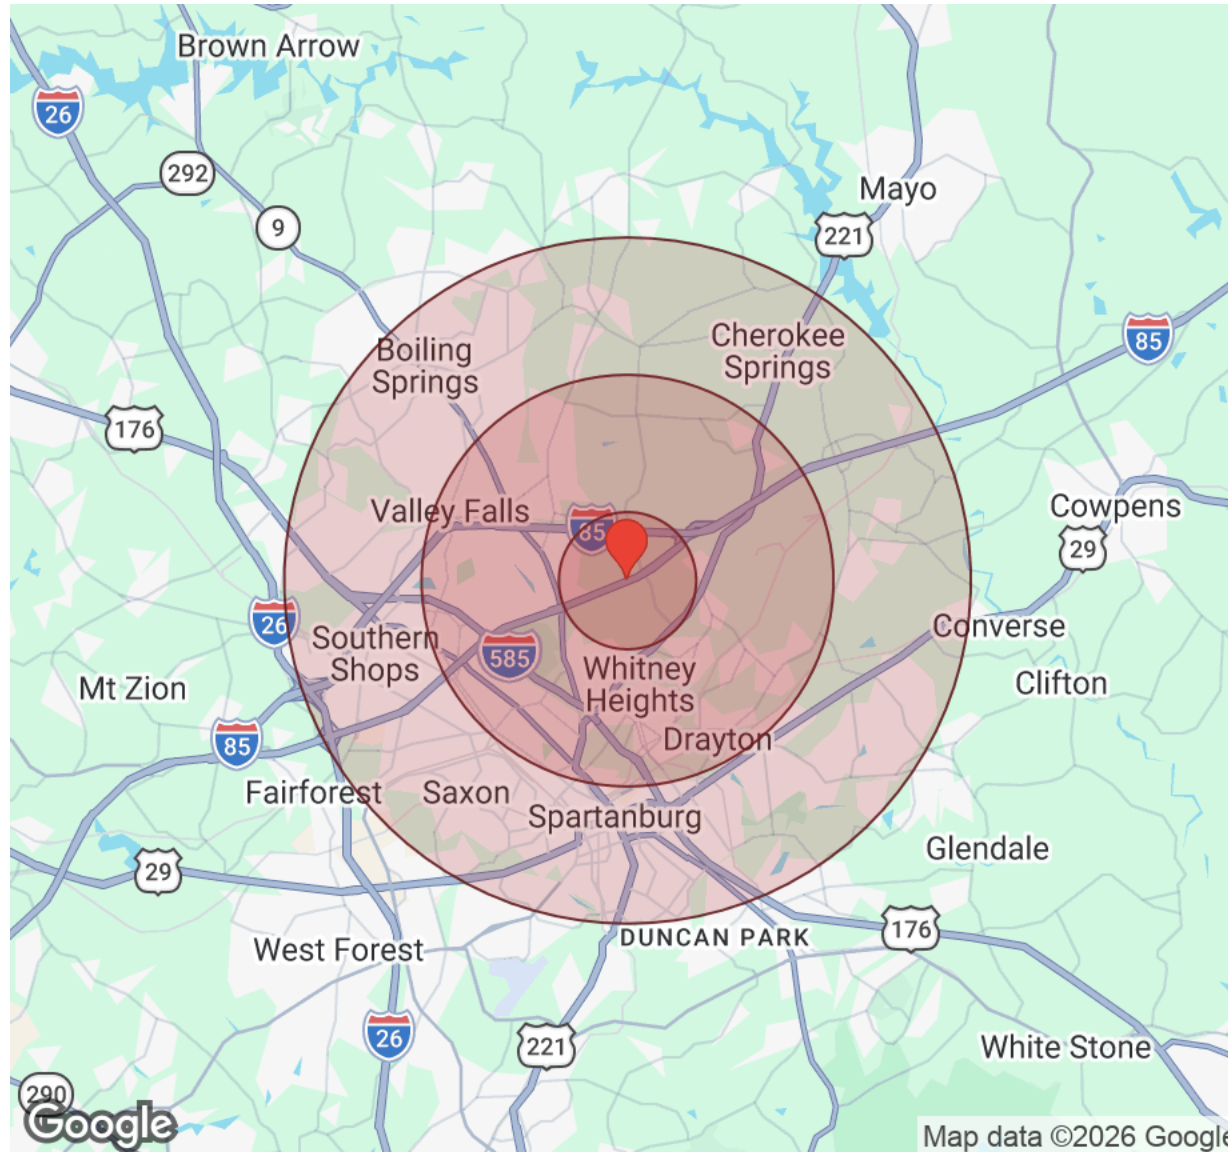 Brown Arrow
26
292
Mayo
9
221
Cherokee
Springs
85
Boiling
Springs
176
Valley Falls
85
Cowpens
29
26
Southern
Shops
585
Converse
Whitney
Heights
Clifton
Mt Zion
85
Drayton
Fairforest
Saxon
Spartanburg
Glendale
29
176
DUNCAN PARK
West Forest
26
221
White Stone
290
Google
Map data ©2026 Google